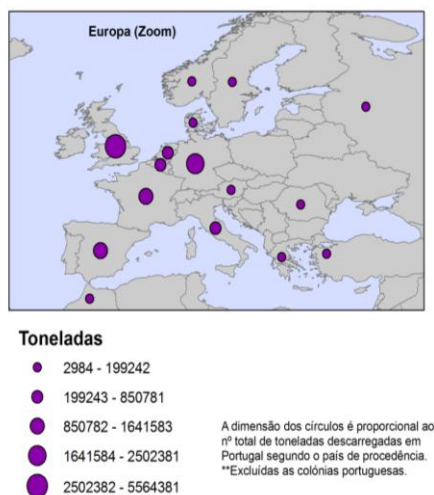 Europa (Zoom)
Toneladas
2984 - 199242
199243 - 850781
850782 - 1641583
1641584 - 2502381
2502382 - 5564381
A dimensão dos círculos é proporcional ao
nº total de toneladas descarregadas em
Portugal segundo o país de procedência.
**Excluídas as colónias portuguesas.